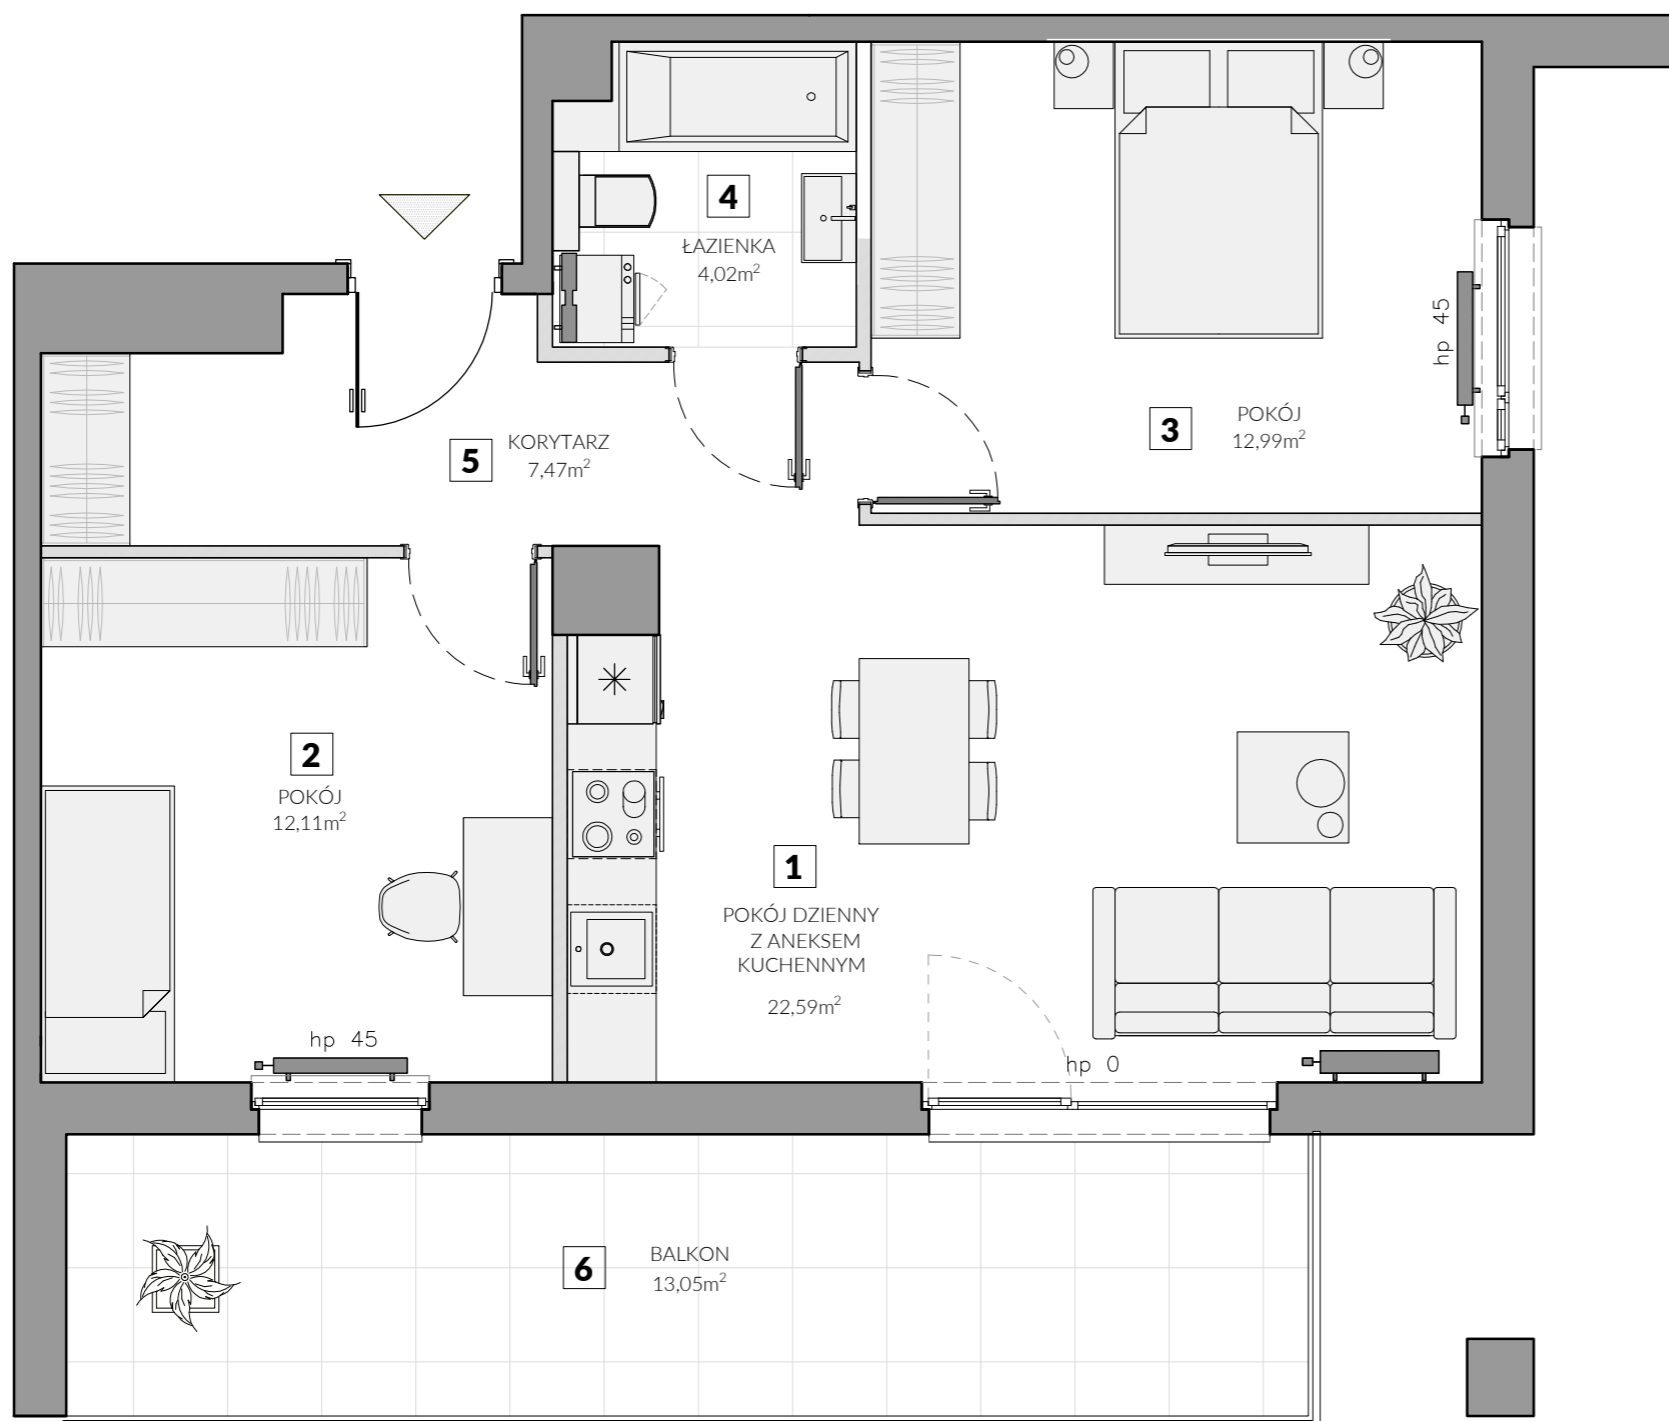 4
ŁAZIENKA
4,02m²
hp 45
3
POKÓJ
12,99m²
5
KORYTARZ
7,47m²
2
POKÓJ
12,11m²
1
POKÓJ DZIENNY
Z ANEKSEM
KUCHENNYM
22,59m²
hp 45
hp 0
6
BALKON
13,05m²